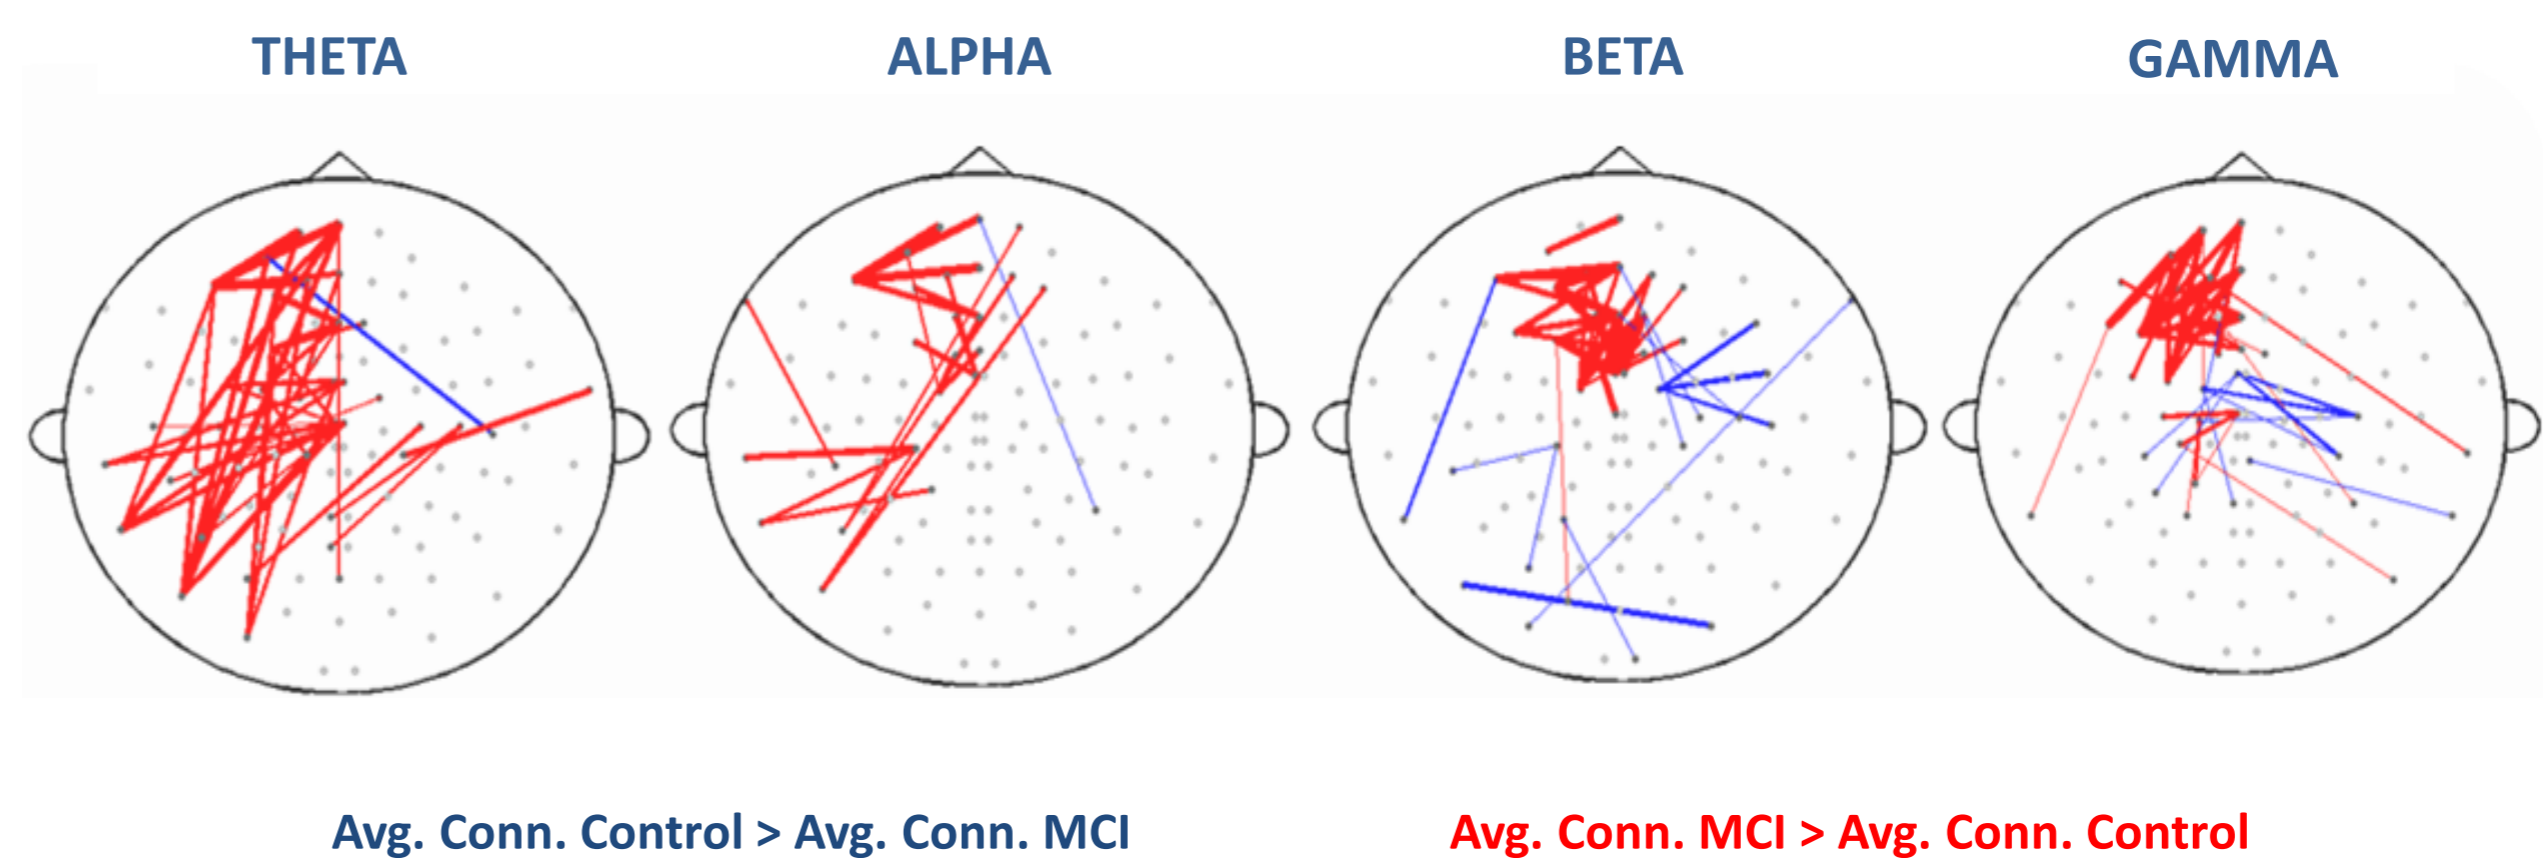 THETA
ALPHA
BETA
GAMMA
Avg. Conn. Control > Avg. Conn. MCI
Avg. Conn. MCI > Avg. Conn. Control